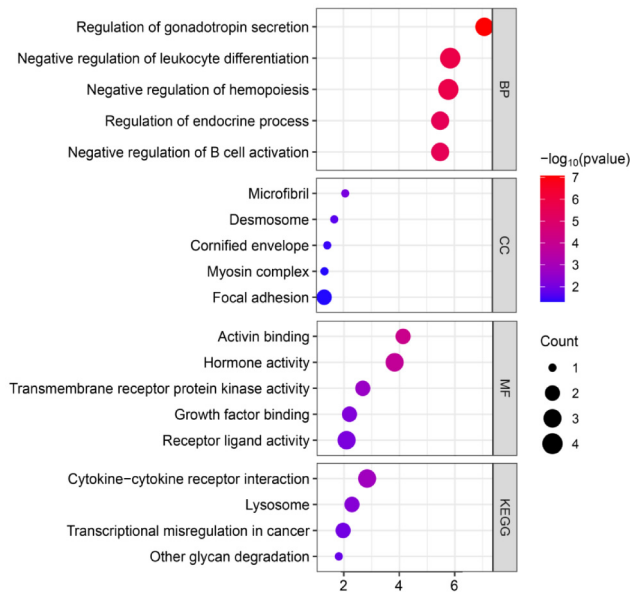 Regulation of gonadotropin secretion
Negative regulation of leukocyte differentiation
Negative regulation of hemopoiesis
Regulation of endocrine process
Negative regulation of B cell activation
BP
Microfibril
Desmosome
Cornified envelope
Myosin complex
Focal adhesion
CC
Activin binding
Hormone activity
Transmembrane receptor protein kinase activity
Growth factor binding
Receptor ligand activity
MF
Cytokine−cytokine receptor interaction
Lysosome
Transcriptional misregulation in cancer
Other glycan degradation
KEGG
2 4 6
−log₁₀(pvalue)
7
6
5
4
3
2
Count
1
2
3
4